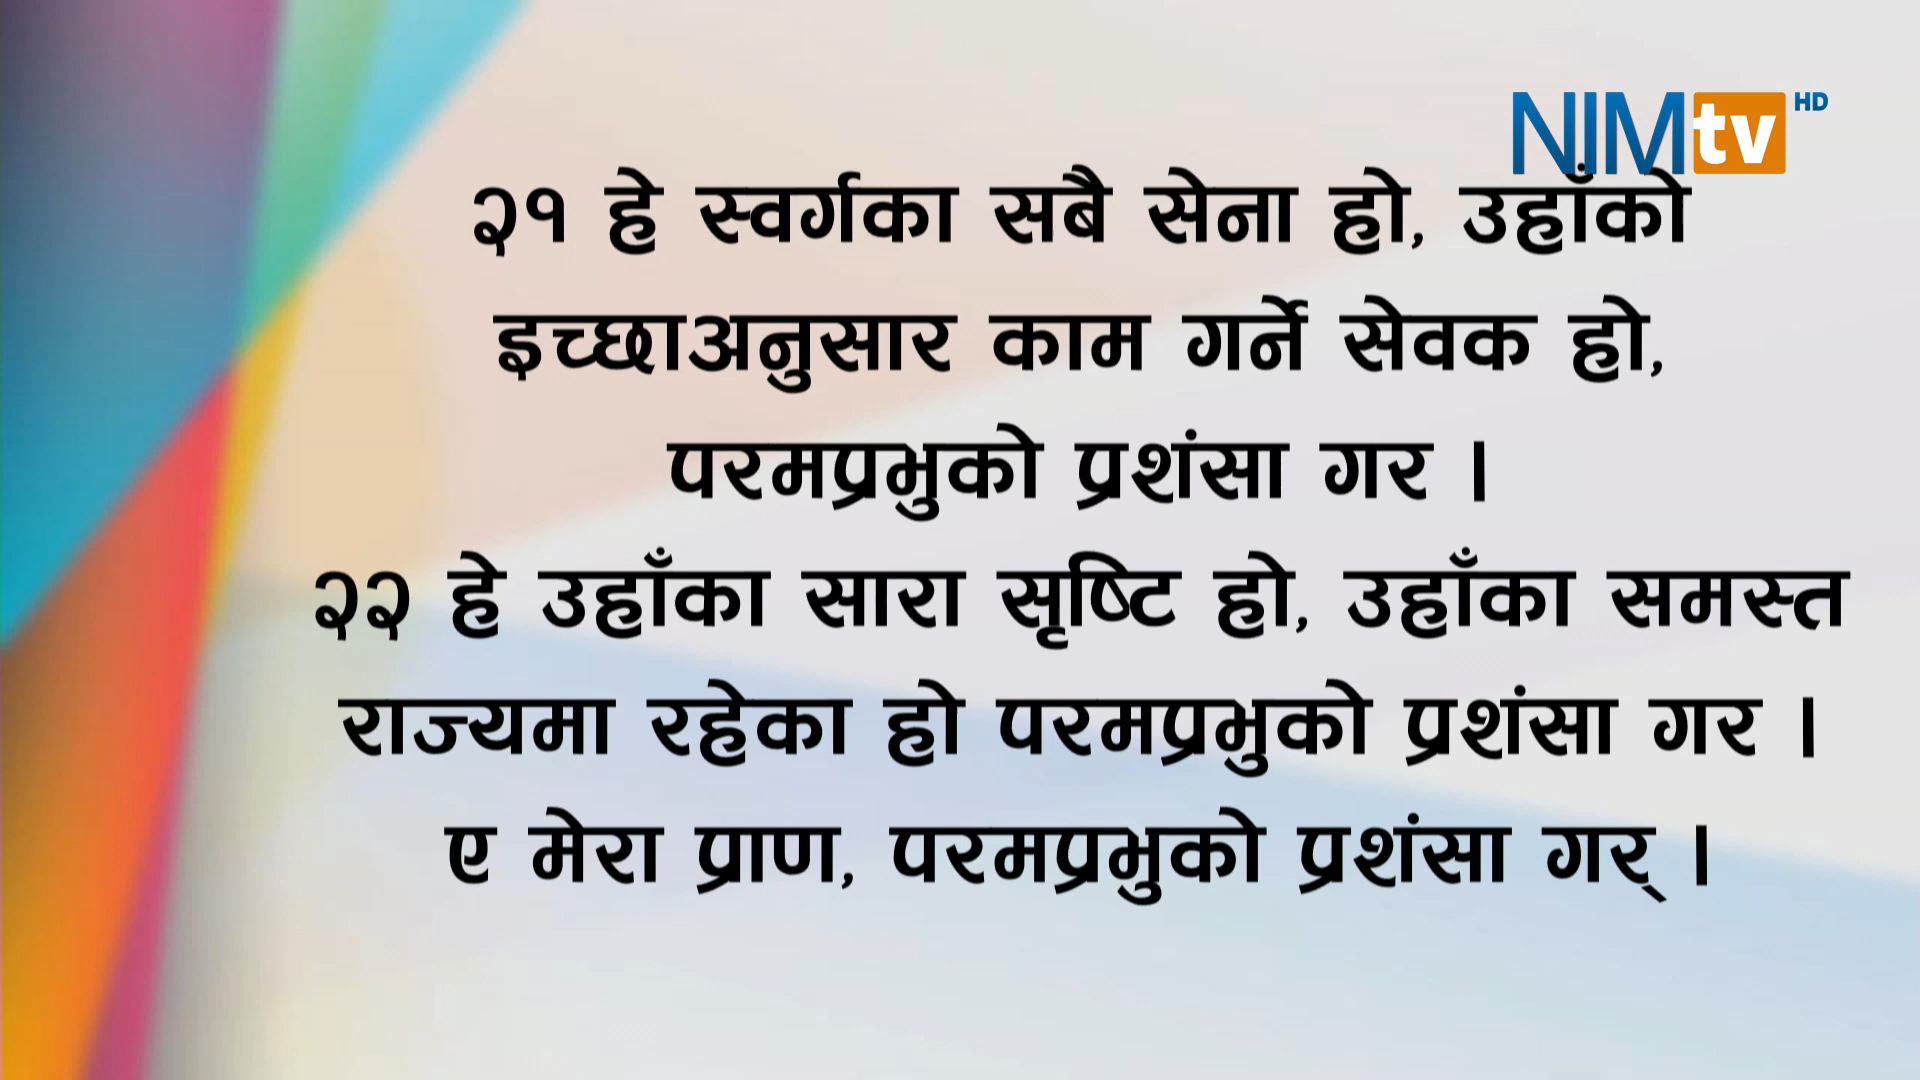 NIMtv HD
२१ हे स्वर्गका सबै सेना हो, उहाँको
इच्छाअनुसार काम गर्ने सेवक हो,
परमप्रभुको प्रशंसा गर ।
२२ हे उहाँका सारा सृष्टि हो, उहाँका समस्त
राज्यमा रहेका हो परमप्रभुको प्रशंसा गर ।
ए मेरा प्राण, परमप्रभुको प्रशंसा गर् ।